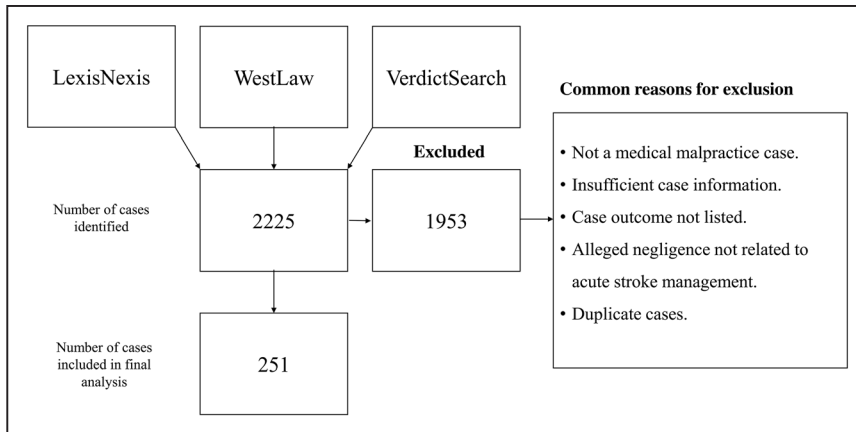 LexisNexis
WestLaw
VerdictSearch
Common reasons for exclusion
Excluded
Number of cases
identified
2225
1953
• Not a medical malpractice case.
• Insufficient case information.
• Case outcome not listed.
• Alleged negligence not related to
acute stroke management.
• Duplicate cases.
Number of cases
included in final
analysis
251